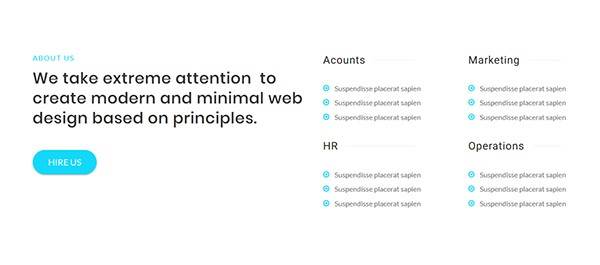 ABOUT US
We take extreme attention to
create modern and minimal web
design based on principles.
HIRE US
Acounts
Suspendisse placerat sapien
Suspendisse placerat sapien
Suspendisse placerat sapien
Marketing
Suspendisse placerat sapien
Suspendisse placerat sapien
Suspendisse placerat sapien
HR
Suspendisse placerat sapien
Suspendisse placerat sapien
Suspendisse placerat sapien
Operations
Suspendisse placerat sapien
Suspendisse placerat sapien
Suspendisse placerat sapien